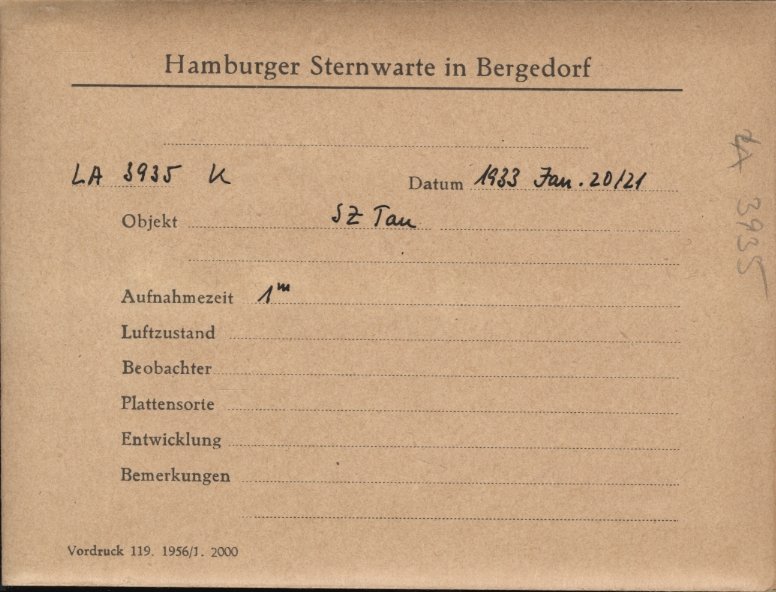 Hamburger Sternwarte in Bergedorf
LA 3935 K Datum 1933 Jan. 20/21
Objekt SZ Tau
Aufnahmezeit 1m
Luftzustand
Beobachter
Plattensorte
Entwicklung
Bemerkungen
Vordruck 119. 1956/1. 2000
LA 3935